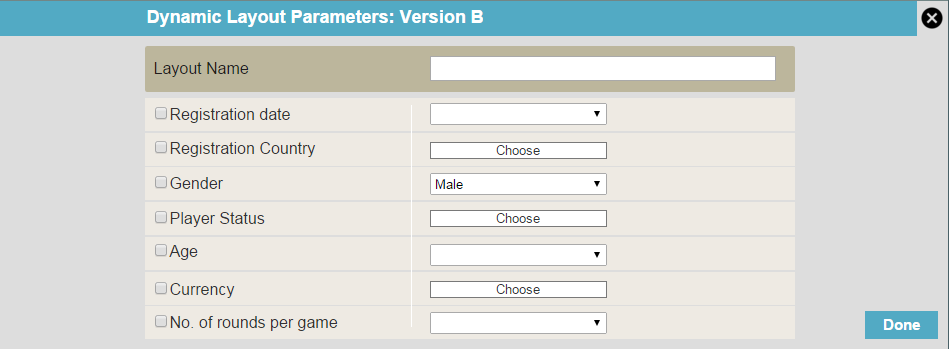 Dynamic Layout Parameters: Version B
Layout Name
Registration date
Registration Country Choose
Gender Male
Player Status Choose
Age
Currency Choose
No. of rounds per game
Done